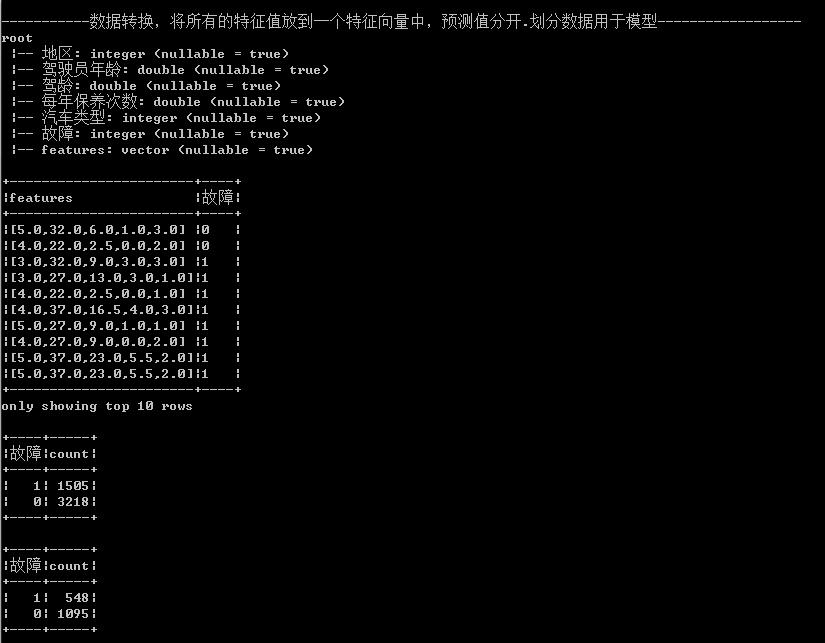 -----------数据转换，将所有的特征值放到一个特征向量中，预测值分开.划分数据用于模型------------------
root
 |-- 地区: integer (nullable = true)
 |-- 驾驶员年龄: double (nullable = true)
 |-- 驾龄: double (nullable = true)
 |-- 每年保养次数: double (nullable = true)
 |-- 汽车类型: integer (nullable = true)
 |-- 故障: integer (nullable = true)
 |-- features: vector (nullable = true)
+-----------------------+----+
|features               |故障|
+-----------------------+----+
|[5.0,32.0,6.0,1.0,3.0] |0   |
|[4.0,22.0,2.5,0.0,2.0] |0   |
|[3.0,32.0,9.0,3.0,3.0] |1   |
|[3.0,27.0,13.0,3.0,1.0]|1   |
|[4.0,22.0,2.5,0.0,1.0] |1   |
|[4.0,37.0,16.5,4.0,3.0]|1   |
|[5.0,27.0,9.0,1.0,1.0] |1   |
|[4.0,27.0,9.0,0.0,2.0] |1   |
|[5.0,37.0,23.0,5.5,2.0]|1   |
|[5.0,37.0,23.0,5.5,2.0]|1   |
+-----------------------+----+
only showing top 10 rows
+----+-----+
|故障|count|
+----+-----+
|   1| 1505|
|   0| 3218|
+----+-----+
+----+-----+
|故障|count|
+----+-----+
|   1|  548|
|   0| 1095|
+----+-----+